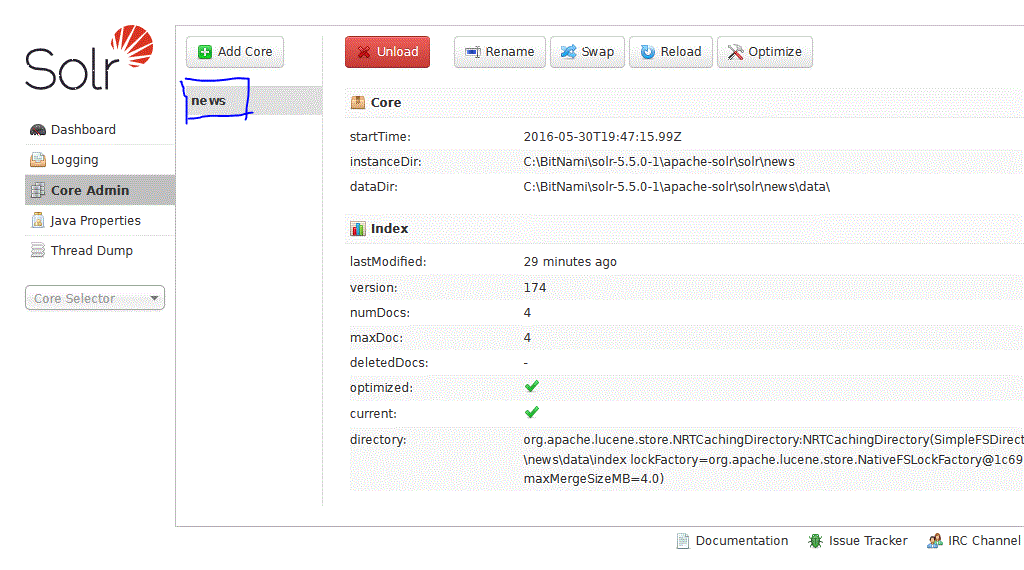 Solr
Dashboard
Logging
Core Admin
Java Properties
Thread Dump
Core Selector
Add Core
news
Unload
Rename
Swap
Reload
Optimize
Core
startTime: 2016-05-30T19:47:15.99Z
instanceDir: C:\BitNami\solr-5.5.0-1\apache-solr\solr\news
dataDir: C:\BitNami\solr-5.5.0-1\apache-solr\solr\news\data\
Index
lastModified: 29 minutes ago
version: 174
numDocs: 4
maxDoc: 4
deletedDocs: -
optimized:
current:
directory: org.apache.lucene.store.NRTCachingDirectory:NRTCachingDirectory(SimpleFSDirect
\news\data\index lockFactory=org.apache.lucene.store.NativeFSLockFactory@1c69
maxMergeSizeMB=4.0)
Documentation
Issue Tracker
IRC Channel